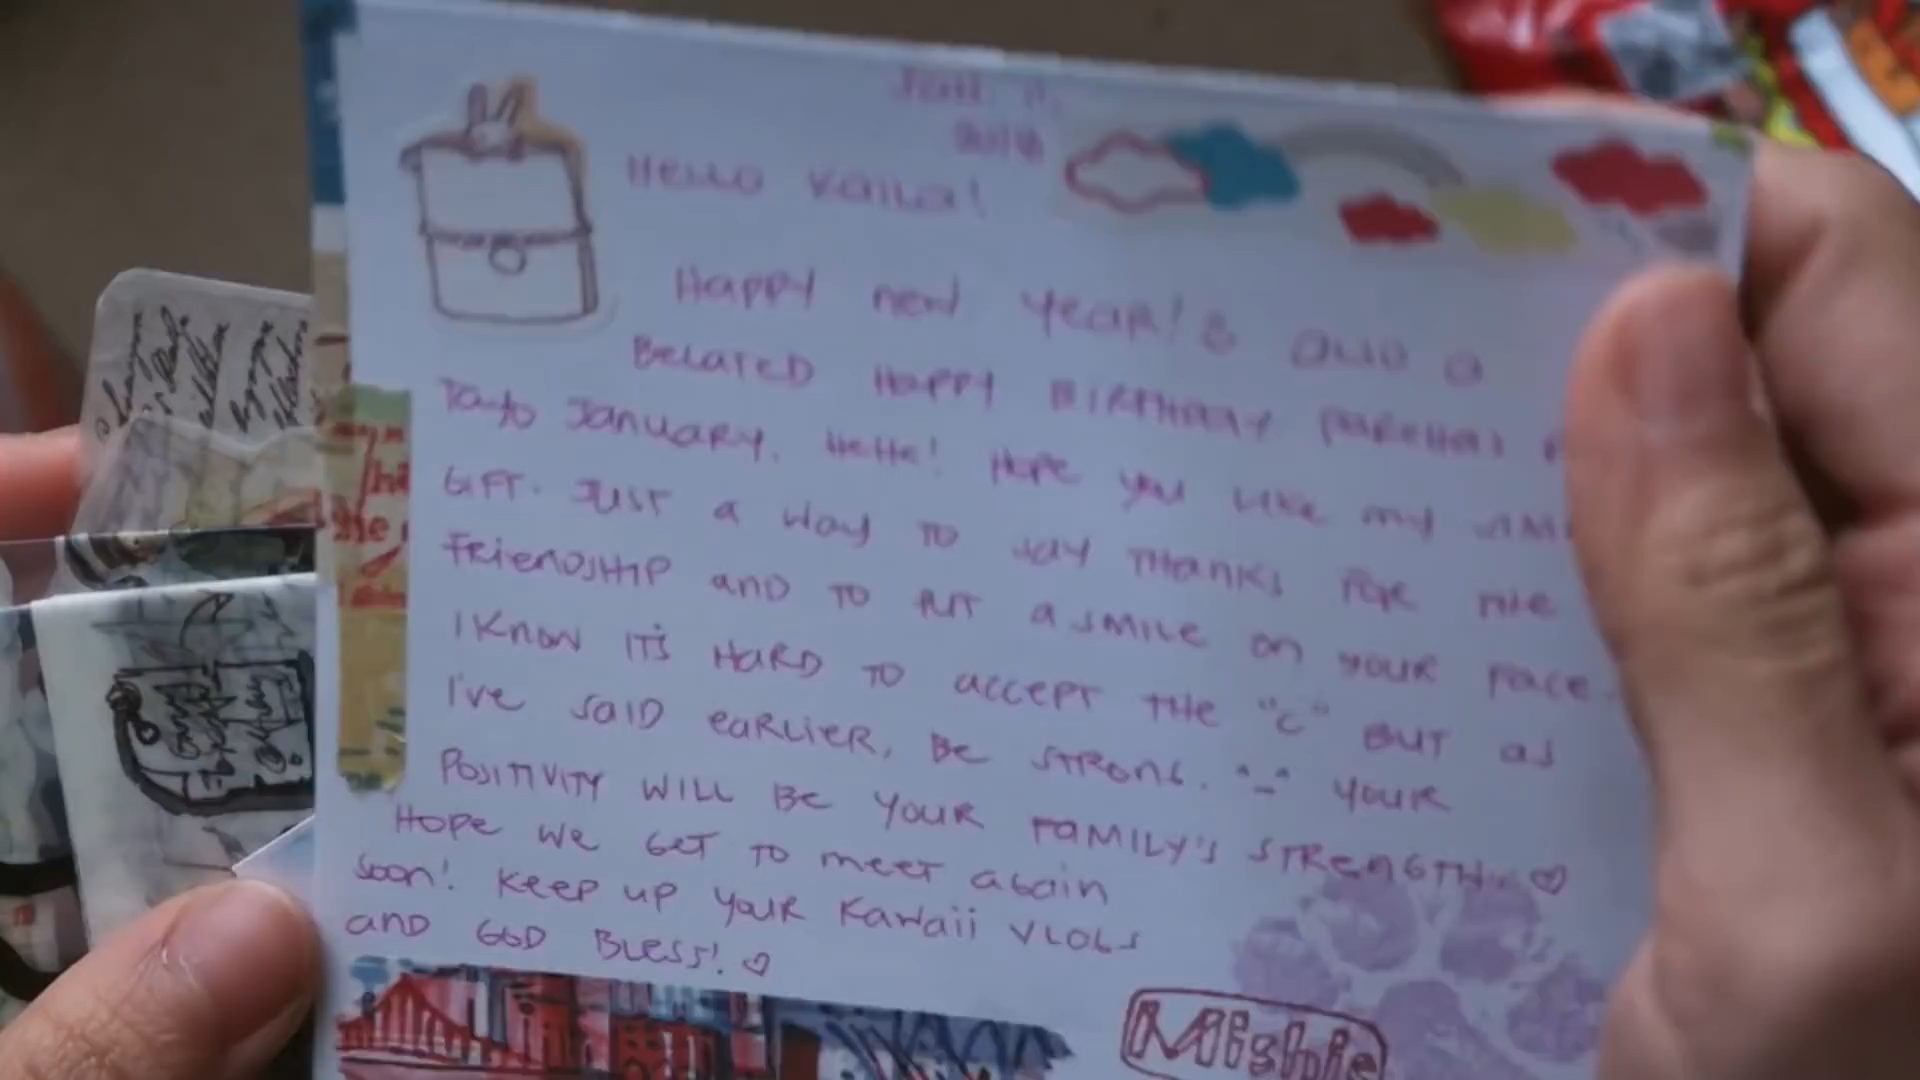 Hello Kaila!
Happy new year! & also a
Belated Happy Birthday parehas
Tayo January. Hehe! Hope you like my
Gift. Just a way to say thanks for the
Friendship and to put a smile on your face.
I know it's hard to accept the "c" but as
I've said earlier, be strong. ^_^ your
Positivity will be your family's strength. ♡
Hope we get to meet again
soon! Keep up your kawaii vlogs
and God Bless! ♡
Mishie